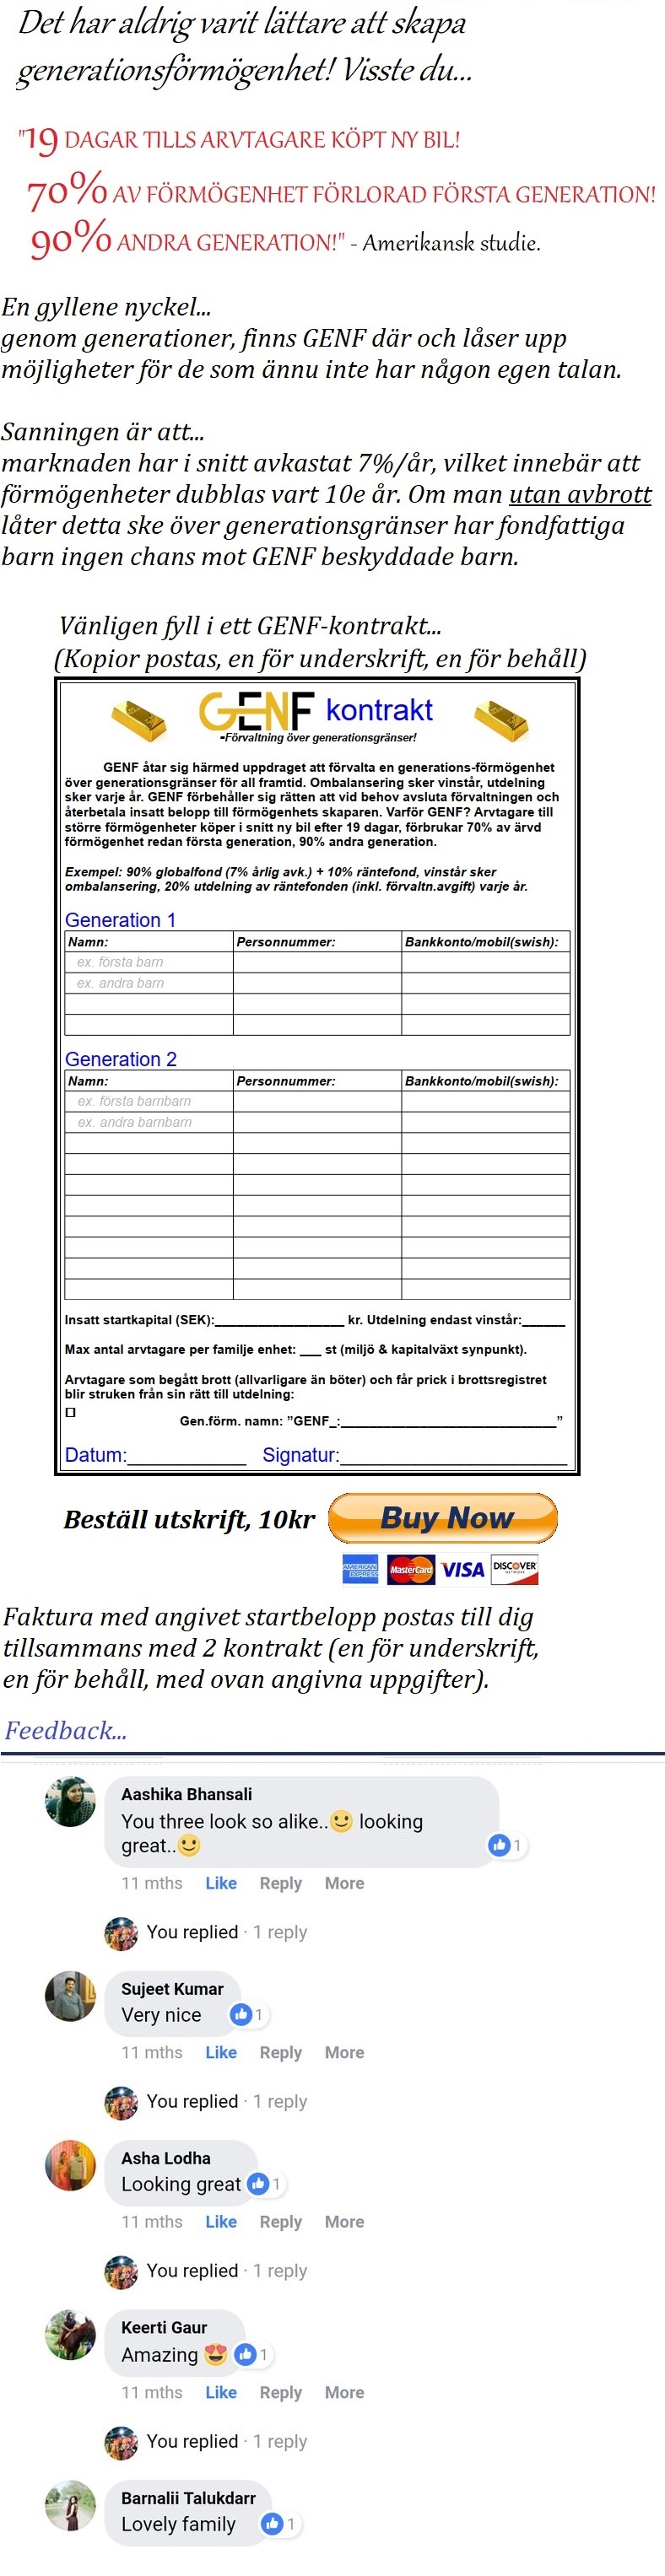 Det har aldrig varit lättare att skapa
generationsförmögenhet! Visste du...
"19 DAGAR TILLS ARVTAGARE KÖPT NY BIL!
70% AV FÖRMÖGENHET FÖRLORAD FÖRSTA GENERATION!
90% ANDRA GENERATION!" - Amerikansk studie.
En gyllene nyckel...
genom generationer, finns GENF där och låser upp
möjligheter för de som ännu inte har någon egen talan.
Sanningen är att...
marknaden har i snitt avkastat 7%/år, vilket innebär att
förmögenheter dubblas vart 10e år. Om man utan avbrott
låter detta ske över generationsgränser har fondfattiga
barn ingen chans mot GENF beskyddade barn.
Vänligen fyll i ett GENF-kontrakt...
(Kopior postas, en för underskrift, en för behåll)
GENF kontrakt
-Förvaltning över generationsgränser!
GENF åtar sig härmed uppdraget att förvalta en generations-förmögenhet
över generationsgränser för all framtid. Ombalansering sker vinstår, utdelning
sker varje år. GENF förbehåller sig rätten att vid behov avsluta förvaltningen och
återbetala insatt belopp till förmögenhets skaparen. Varför GENF? Arvtagare till
större förmögenheter köper i snitt ny bil efter 19 dagar, förbrukar 70% av ärvd
förmögenhet redan första generation, 90% andra generation.
Exempel: 90% globalfond (7% årlig avk.) + 10% räntefond, vinstår sker
ombalansering, 20% utdelning av räntefonden (inkl. förvaltn.avgift) varje år.
Generation 1
Namn: Personnummer: Bankkonto/mobil(swish):
ex. första barn
ex. andra barn
Generation 2
Namn: Personnummer: Bankkonto/mobil(swish):
ex. första barnbarn
ex. andra barnbarn
Insatt startkapital (SEK):__________________ kr. Utdelning endast vinstår:______
Max antal arvtagare per familje enhet: ___ st (miljö & kapitalväxt synpunkt).
Arvtagare som begått brott (allvarligare än böter) och får prick i brottsregistret
blir struken från sin rätt till utdelning:
Gen.förm. namn: ”GENF_:______________________________”
Datum:___________ Signatur:_____________________
Beställ utskrift, 10kr Buy Now
AMERICAN EXPRESS MasterCard VISA DISCOVER NETWORK
Faktura med angivet startbelopp postas till dig
tillsammans med 2 kontrakt (en för underskrift,
en för behåll, med ovan angivna uppgifter).
Feedback...
Aashika Bhansali
You three look so alike..🙂 looking
great..🙂
1
11 mths Like Reply More
You replied · 1 reply
Sujeet Kumar
Very nice 1
11 mths Like Reply More
You replied · 1 reply
Asha Lodha
Looking great 1
11 mths Like Reply More
You replied · 1 reply
Keerti Gaur
Amazing 😍 1
11 mths Like Reply More
You replied · 1 reply
Barnalii Talukdarr
Lovely family 1